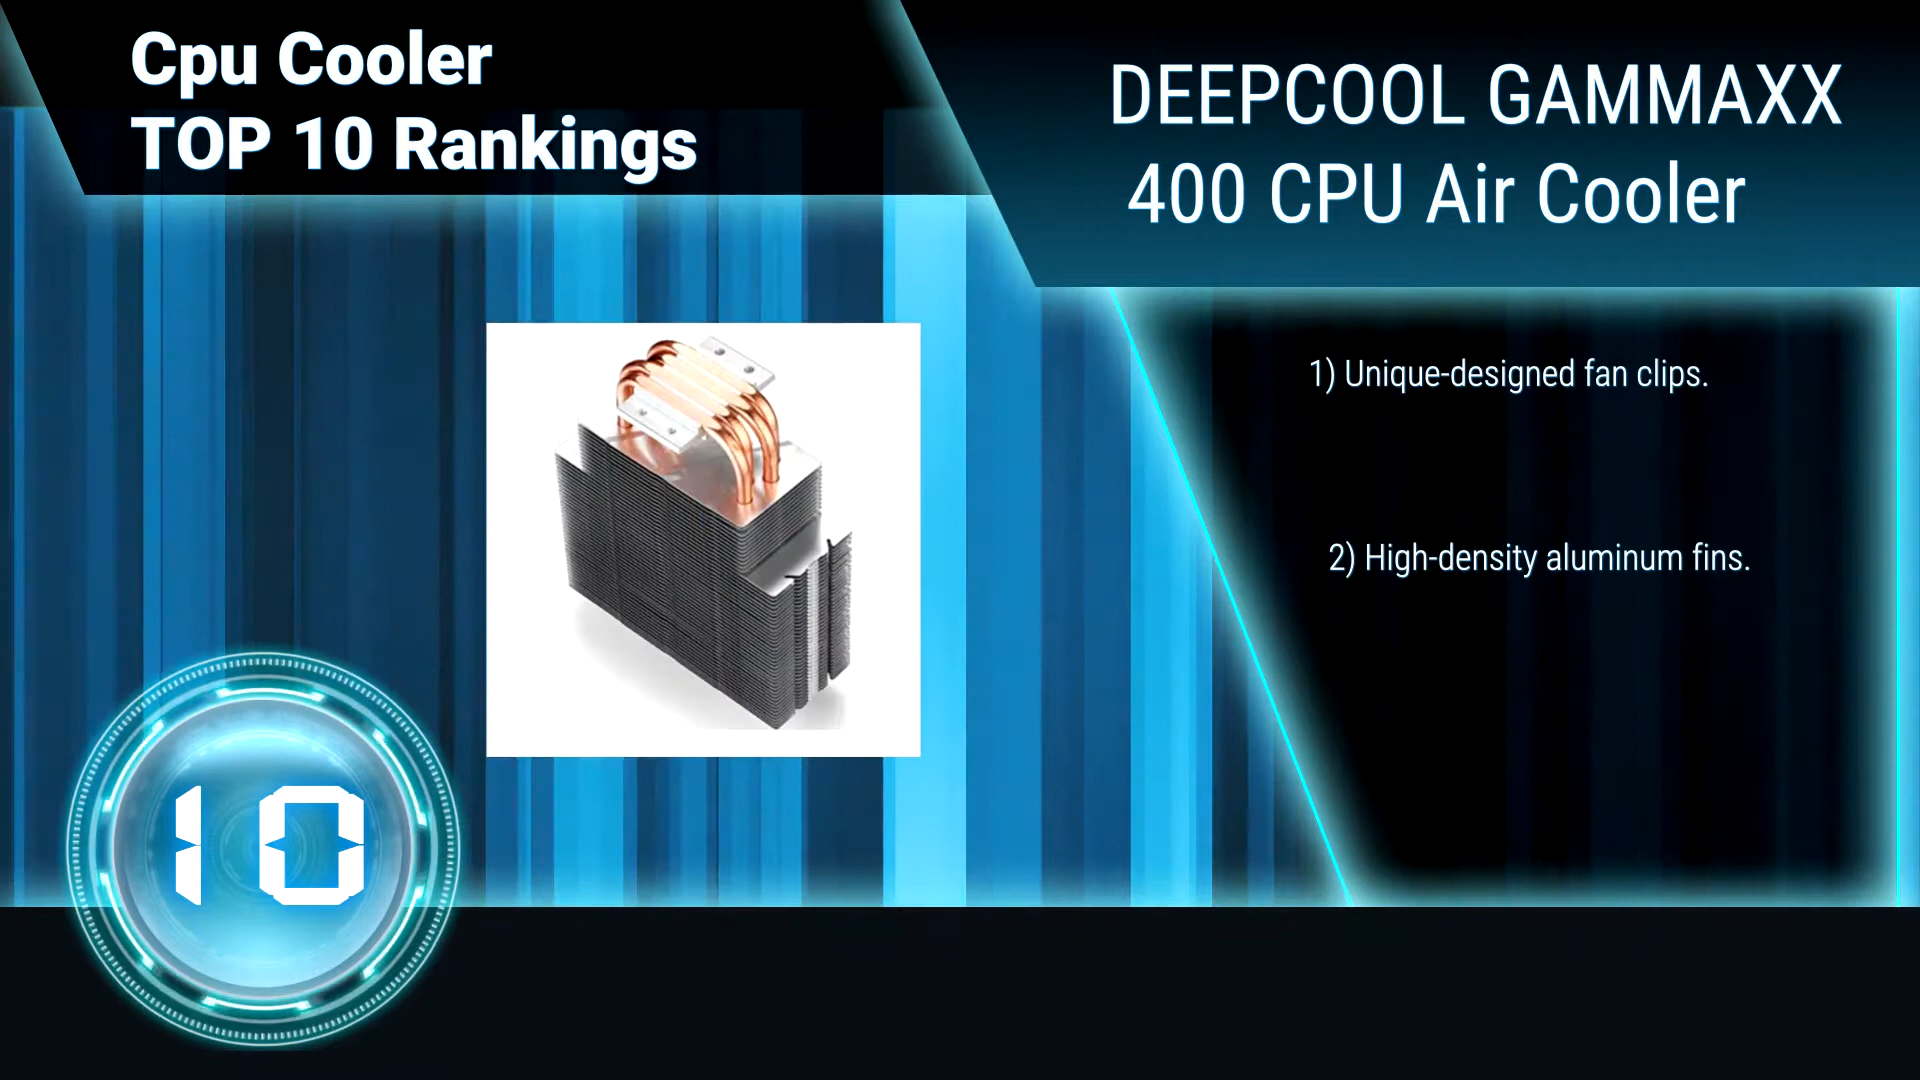 Cpu Cooler
TOP 10 Rankings
DEEPCOOL GAMMAXX
400 CPU Air Cooler
1) Unique-designed fan clips.
2) High-density aluminum fins.
10